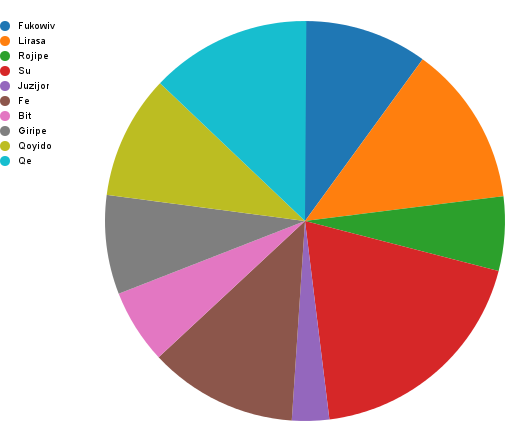 Fukowiv
Lirasa
Rojipe
Su
Juzijor
Fe
Bit
Giripe
Qoyido
Qe